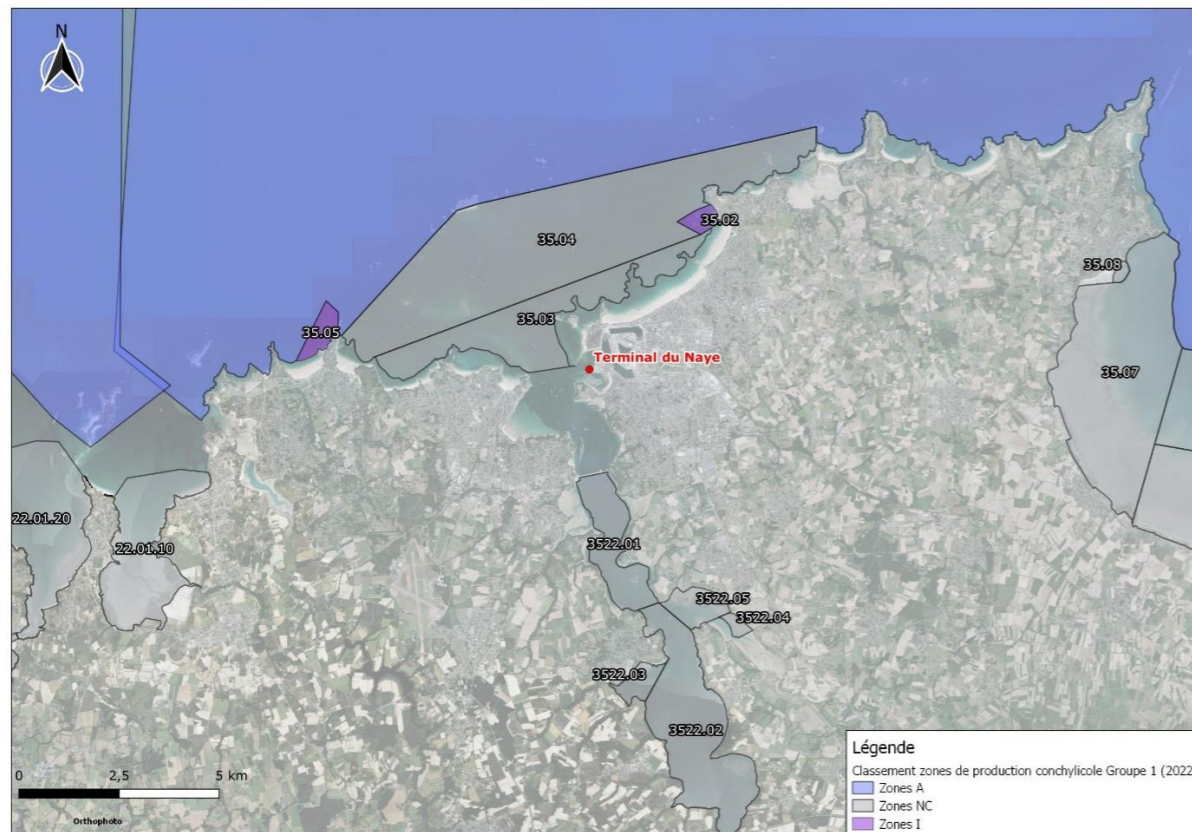 N
35.02
35.04
35.03
35.05
35.08
Terminal du Naye
35.07
22.01.20
22.01.10
3522.01
3522.05
3522.04
3522.03
3522.02
0 2,5 5 km
Orthophoto
Légende
Classement zones de production conchylicole Groupe 1 (2022
Zones A
Zones NC
Zones I